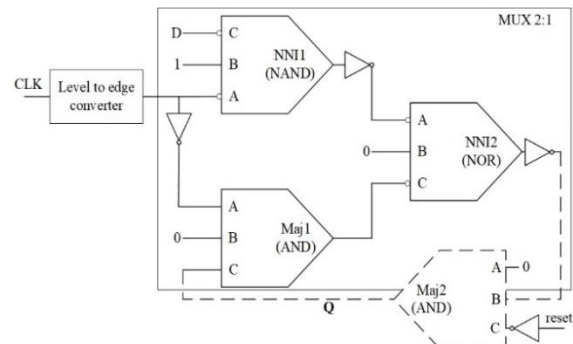 MUX 2:1
D
C
NNI1
(NAND)
1
B
CLK
Level to edge
converter
A
A
NNI2
(NOR)
0
B
C
A
Maj1
(AND)
0
B
C
A
0
Maj2
(AND)
B
Q
C
reset